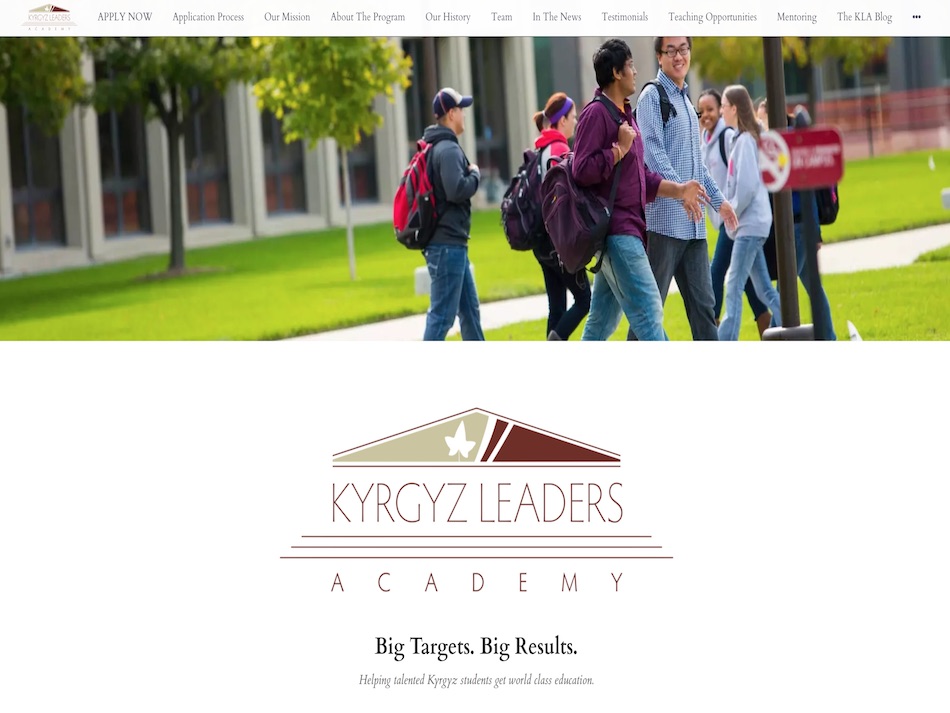 KYRGYZ LEADERS
ACADEMY
APPLY NOW Application Process Our Mission About The Program Our History Team In The News Testimonials Teaching Opportunities Mentoring The KLA Blog •••
KYRGYZ LEADERS
ACADEMY
Big Targets. Big Results.
Helping talented Kyrgyz students get world class education.